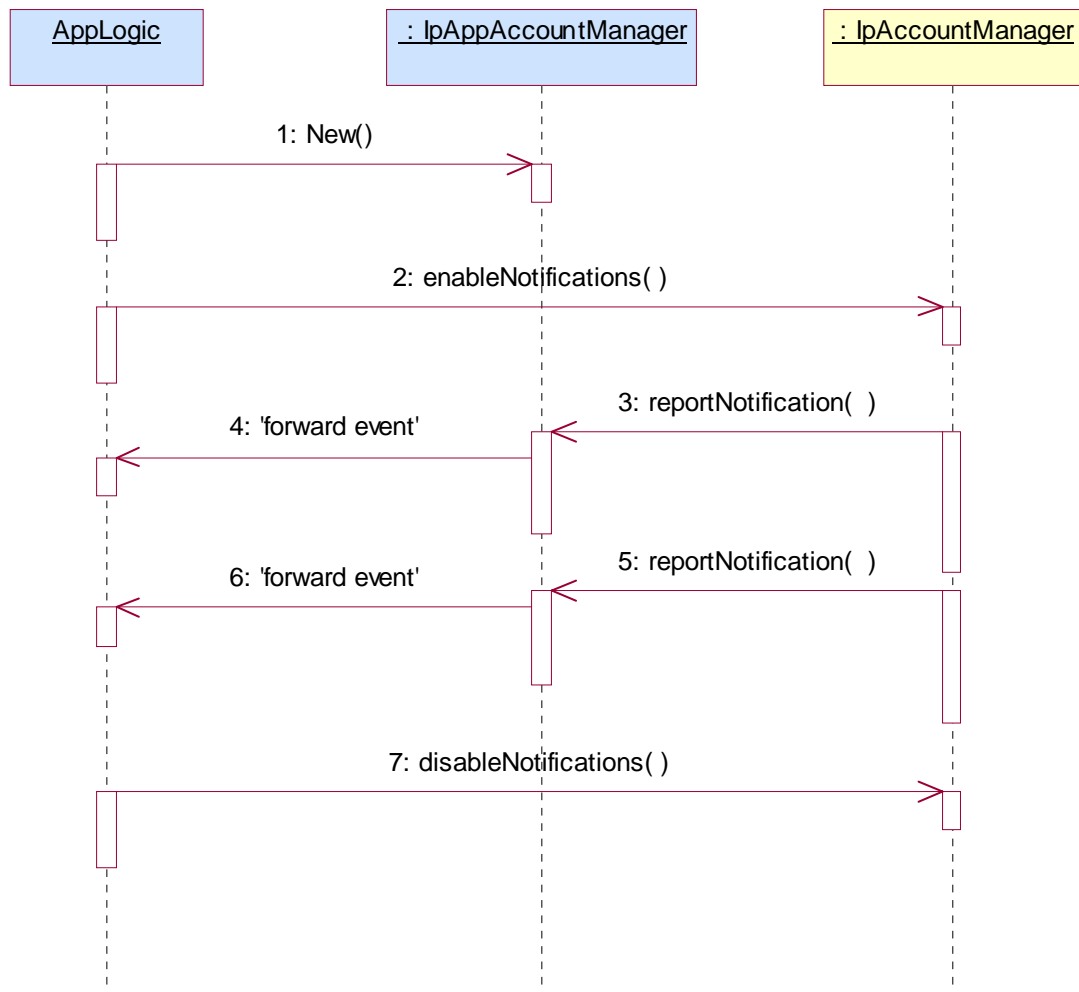 AppLogic
: IpAppAccountManager
: IpAccountManager
1: New()
2: enableNotifications( )
3: reportNotification(  )
4: 'forward event'
5: reportNotification(  )
6: 'forward event'
7: disableNotifications( )